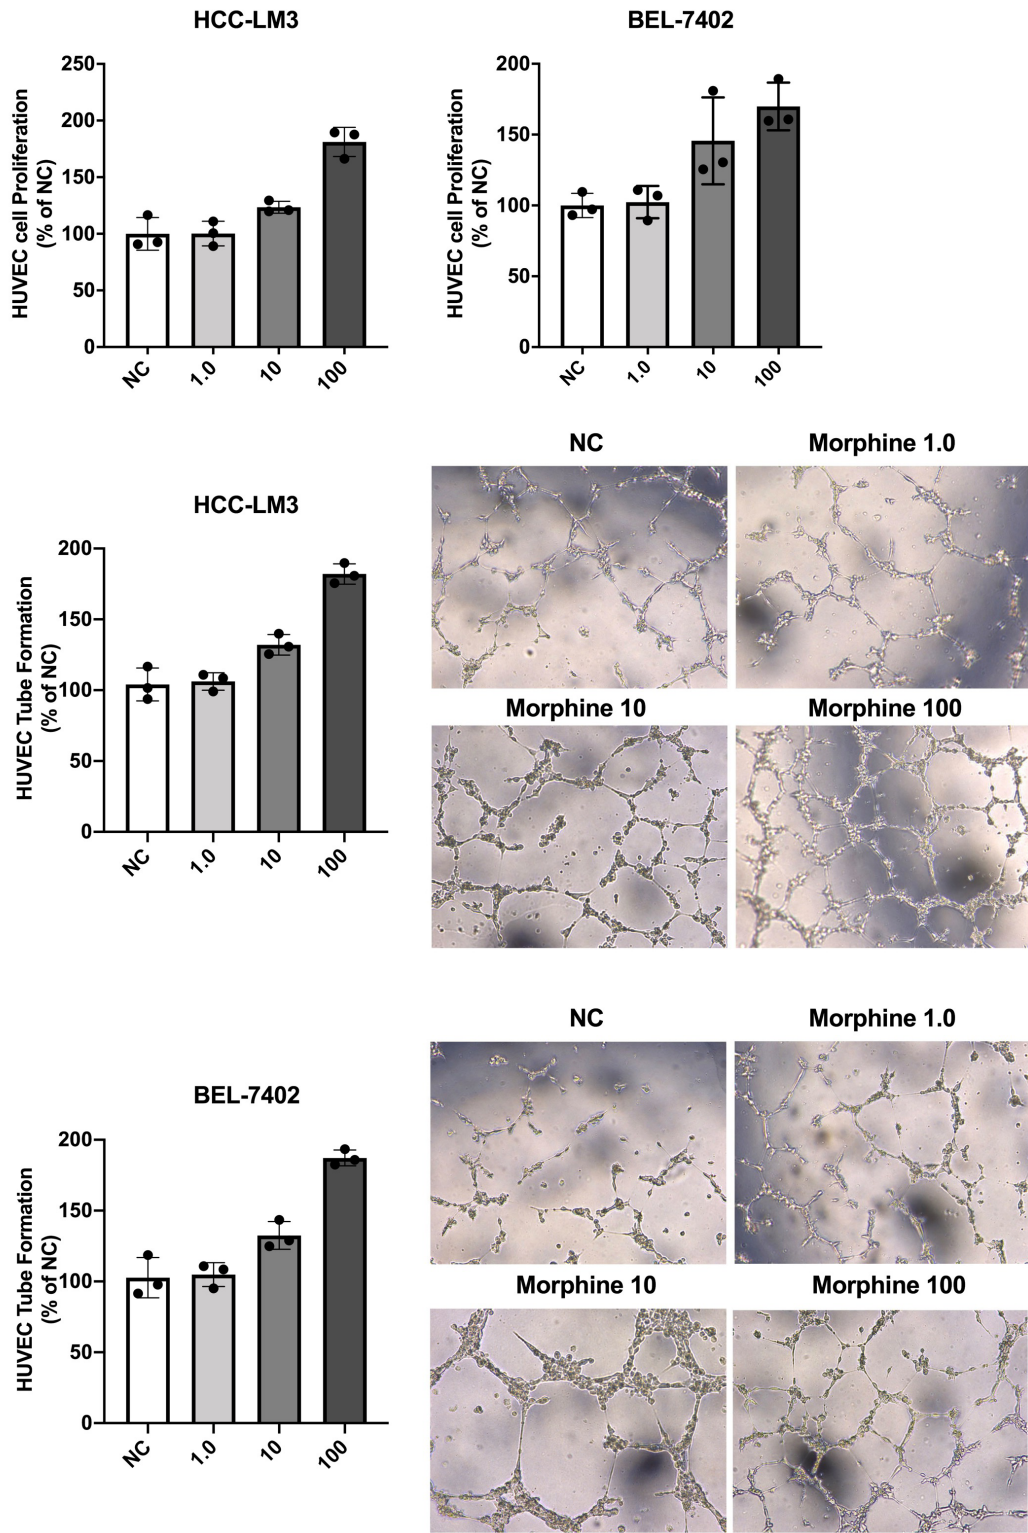 HCC-LM3
HUVEC cell Proliferation
(% of NC)
250
200
150
100
50
0
NC
1.0
10
100
BEL-7402
HUVEC cell Proliferation
(% of NC)
200
150
100
50
0
NC
1.0
10
100
HCC-LM3
HUVEC Tube Formation
(% of NC)
200
150
100
50
0
NC
1.0
10
100
NC
Morphine 1.0
Morphine 10
Morphine 100
BEL-7402
HUVEC Tube Formation
(% of NC)
200
150
100
50
0
NC
1.0
10
100
NC
Morphine 1.0
Morphine 10
Morphine 100